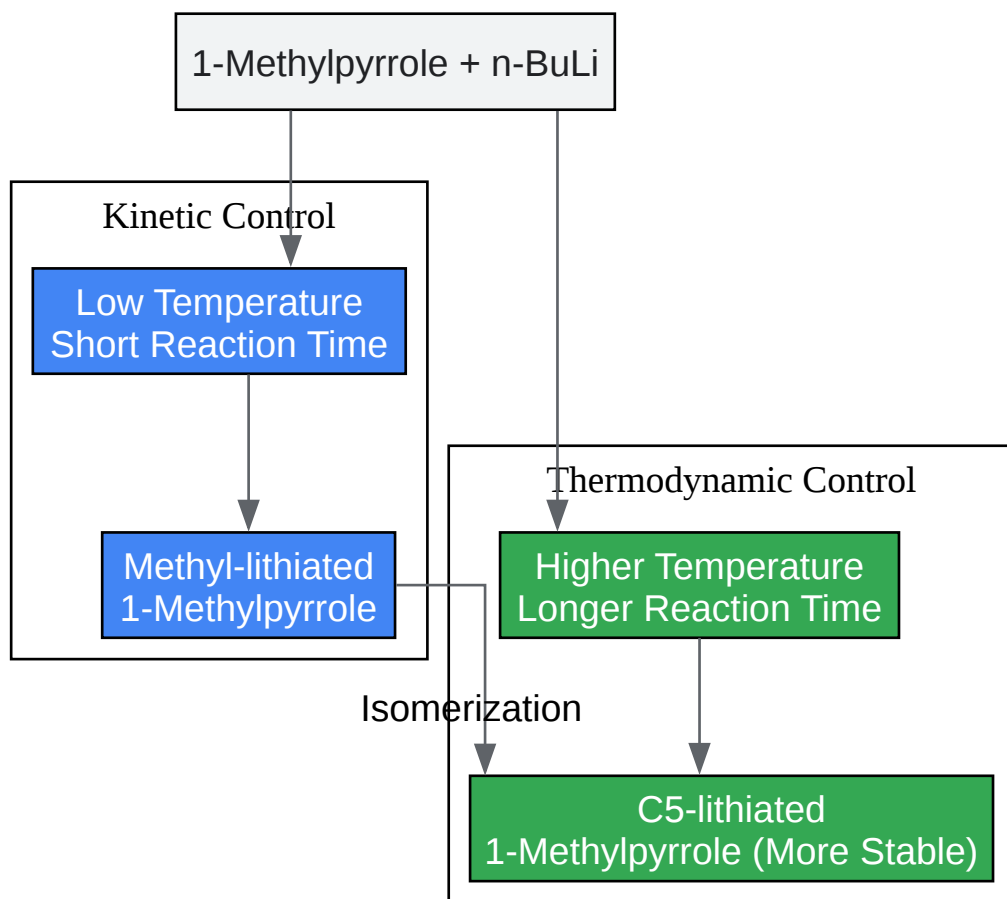 1-Methylpyrrole + n-BuLi
Kinetic Control
Low Temperature
Short Reaction Time
Methyl-lithiated
1-Methylpyrrole
Thermodynamic Control
Higher Temperature
Longer Reaction Time
Isomerization
C5-lithiated
1-Methylpyrrole (More Stable)